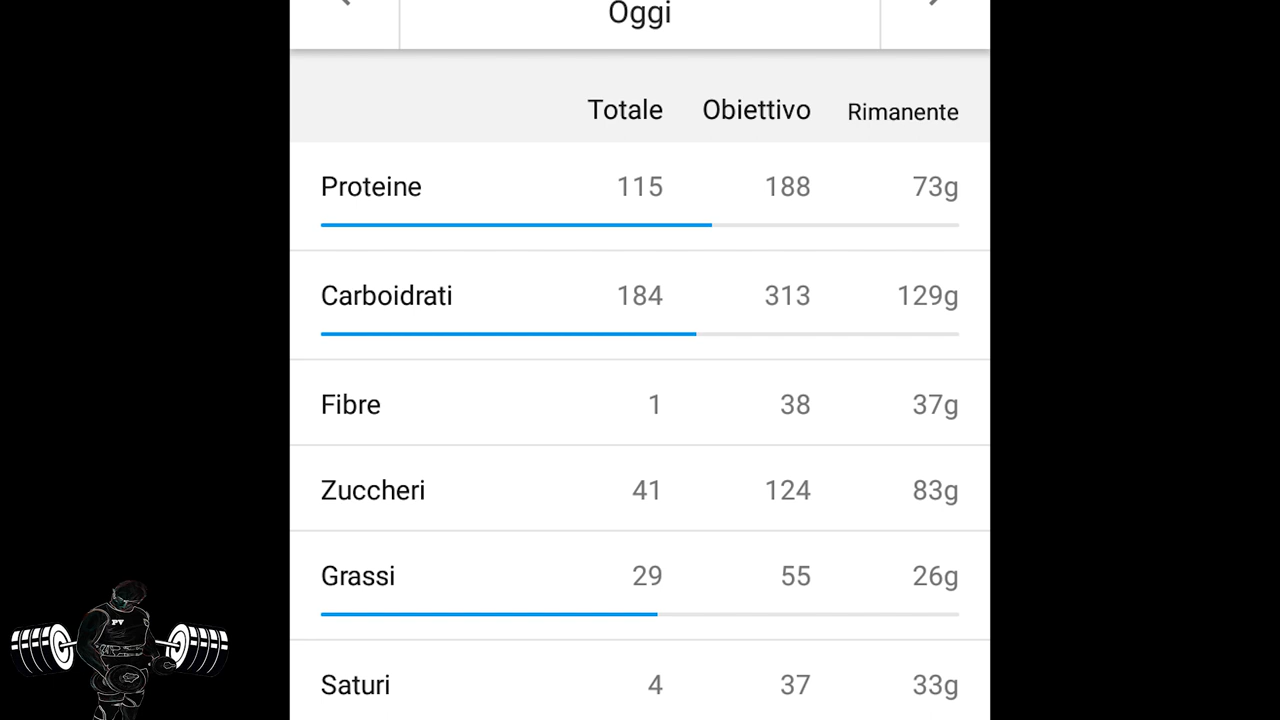 Oggi
Totale Obiettivo Rimanente
Proteine 115 188 73g
Carboidrati 184 313 129g
Fibre 1 38 37g
Zuccheri 41 124 83g
Grassi 29 55 26g
Saturi 4 37 33g
PV